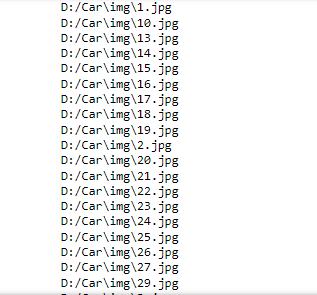 D:/Car\img\1.jpg
D:/Car\img\10.jpg
D:/Car\img\13.jpg
D:/Car\img\14.jpg
D:/Car\img\15.jpg
D:/Car\img\16.jpg
D:/Car\img\17.jpg
D:/Car\img\18.jpg
D:/Car\img\19.jpg
D:/Car\img\2.jpg
D:/Car\img\20.jpg
D:/Car\img\21.jpg
D:/Car\img\22.jpg
D:/Car\img\23.jpg
D:/Car\img\24.jpg
D:/Car\img\25.jpg
D:/Car\img\26.jpg
D:/Car\img\27.jpg
D:/Car\img\29.jpg